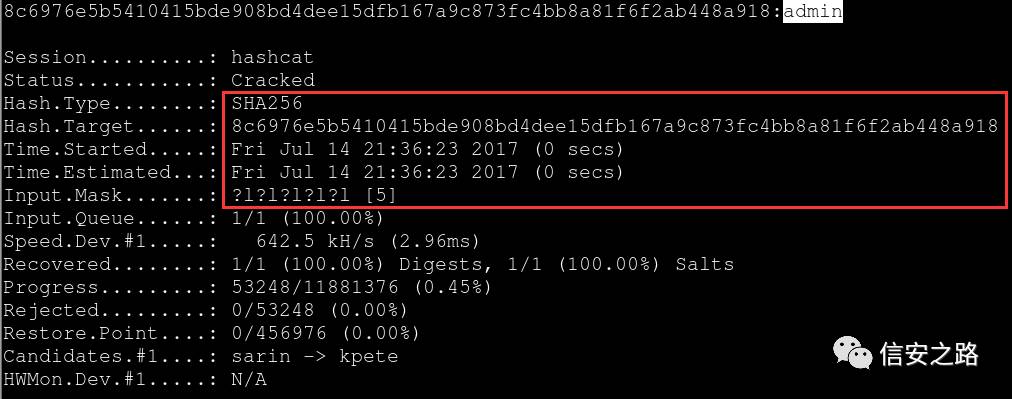 8c6976e5b5410415bde908bd4dee15dfb167a9c873fc4bb8a81f6f2ab448a918:admin
Session..........: hashcat
Status...........: Cracked
Hash.Type........: SHA256
Hash.Target......: 8c6976e5b5410415bde908bd4dee15dfb167a9c873fc4bb8a81f6f2ab448a918
Time.Started.....: Fri Jul 14 21:36:23 2017 (0 secs)
Time.Estimated...: Fri Jul 14 21:36:23 2017 (0 secs)
Input.Mask.......: ?l?l?l?l?l [5]
Input.Queue......: 1/1 (100.00%)
Speed.Dev.#1.....:   642.5 kH/s (2.96ms)
Recovered........: 1/1 (100.00%) Digests, 1/1 (100.00%) Salts
Progress.........: 53248/11881376 (0.45%)
Rejected.........: 0/53248 (0.00%)
Restore.Point....: 0/456976 (0.00%)
Candidates.#1....: sarin -> kpete
HWMon.Dev.#1.....: N/A
信安之路